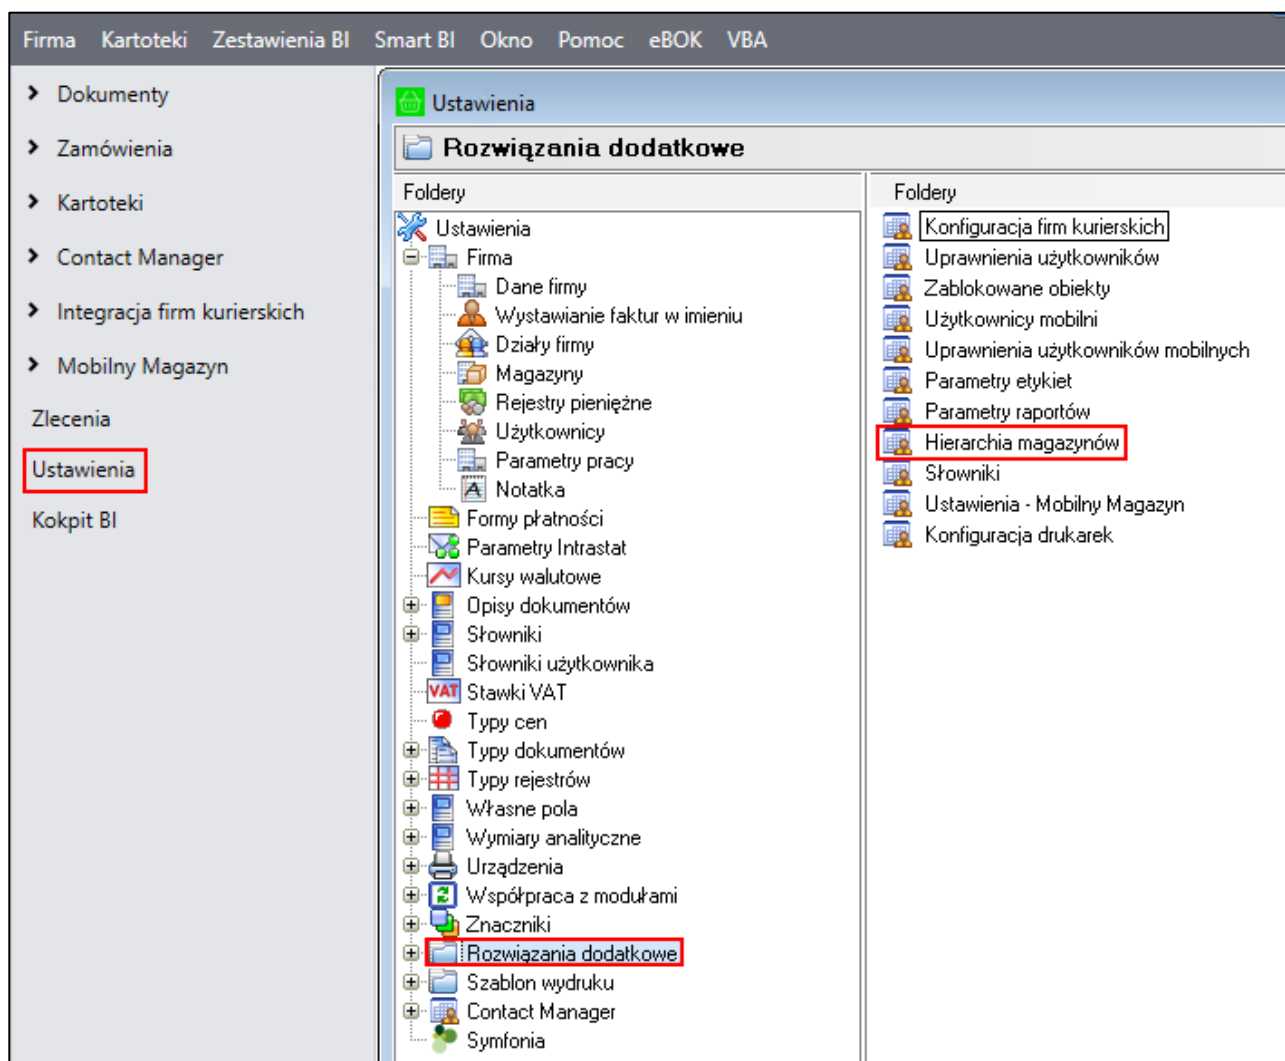 Firma Kartoteki Zestawienia BI Smart BI Okno Pomoc eBOK VBA
Dokumenty
Zamówienia
Kartoteki
Contact Manager
Integracja firm kurierskich
Mobilny Magazyn
Zlecenia
Ustawienia
Kokpit BI
Ustawienia
Rozwiązania dodatkowe
Foldery
Ustawienia
Firma
Dane firmy
Wystawianie faktur w imieniu
Działy firmy
Magazyny
Rejestry pieniężne
Użytkownicy
Parametry pracy
Notatka
Formy płatności
Parametry Intrastat
Kursy walutowe
Opisy dokumentów
Słowniki
Słowniki użytkownika
VAT Stawki VAT
Typy cen
Typy dokumentów
Typy rejestrów
Własne pola
Wymiary analityczne
Urządzenia
Współpraca z modułami
Znaczniki
Rozwiązania dodatkowe
Szablon wydruku
Contact Manager
Symfonia
Foldery
Konfiguracja firm kurierskich
Uprawnienia użytkowników
Zablokowane obiekty
Użytkownicy mobilni
Uprawnienia użytkowników mobilnych
Parametry etykiet
Parametry raportów
Hierarchia magazynów
Słowniki
Ustawienia - Mobilny Magazyn
Konfiguracja drukarek